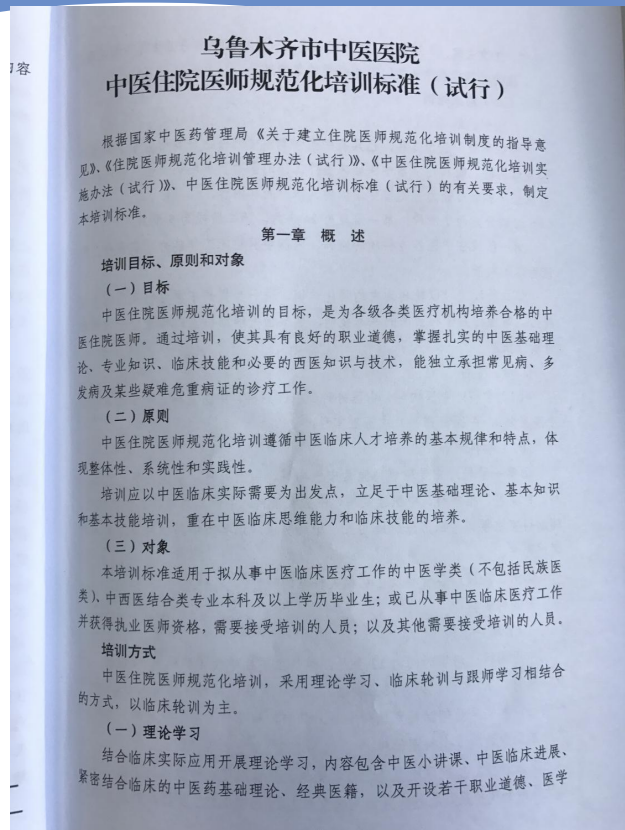 内容
乌鲁木齐市中医医院
中医住院医师规范化培训标准（试行）
根据国家中医药管理局《关于建立住院医师规范化培训制度的指导意
见》、《住院医师规范化培训管理办法（试行）》、《中医住院医师规范化培训实
施办法（试行）》、中医住院医师规范化培训标准（试行）的有关要求，制定
本培训标准。
第一章 概 述
培训目标、原则和对象
（一）目标
中医住院医师规范化培训的目标，是为各级各类医疗机构培养合格的中
医住院医师。通过培训，使其具有良好的职业道德，掌握扎实的中医基础理
论、专业知识、临床技能和必要的西医知识与技术，能独立承担常见病、多
发病及某些疑难危重病证的诊疗工作。
（二）原则
中医住院医师规范化培训遵循中医临床人才培养的基本规律和特点，体
现整体性、系统性和实践性。
培训应以中医临床实际需要为出发点，立足于中医基础理论、基本知识
和基本技能培训，重在中医临床思维能力和临床技能的培养。
（三）对象
本培训标准适用于拟从事中医临床医疗工作的中医学类（不包括民族医
类）、中西医结合类专业本科及以上学历毕业生；或已从事中医临床医疗工作
并获得执业医师资格，需要接受培训的人员；以及其他需要接受培训的人员。
培训方式
中医住院医师规范化培训，采用理论学习、临床轮训与跟师学习相结合
的方式，以临床轮训为主。
（一）理论学习
结合临床实际应用开展理论学习，内容包含中医小讲课、中医临床进展、
紧密结合临床的中医药基础理论、经典医籍，以及开设若干职业道德、医学